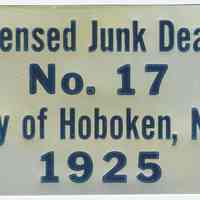 ensed Junk Dea
No. 17
y of Hoboken, N
1925